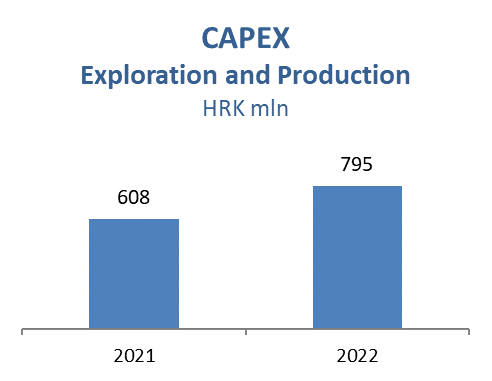 CAPEX
Exploration and Production
HRK mln
795
608
2021 2022